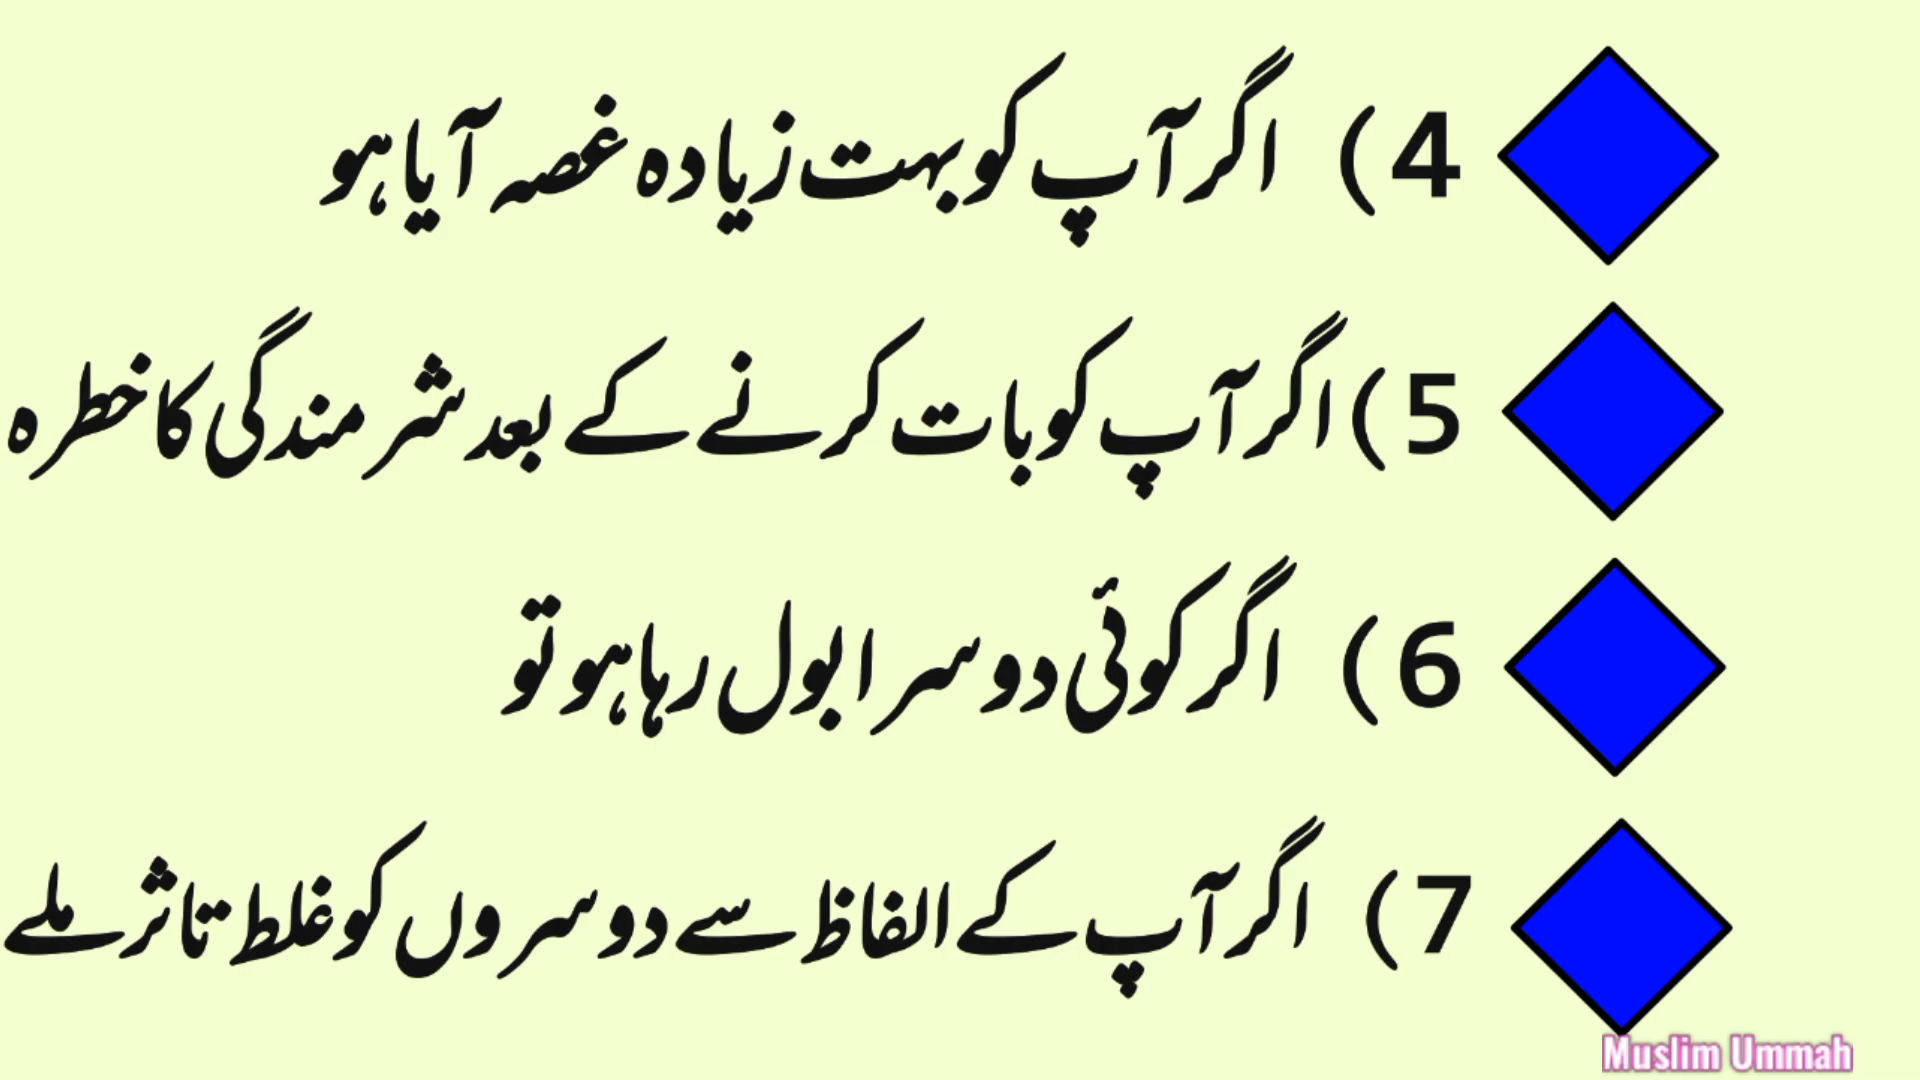 4) اگر آپ کو بہت زیادہ غصہ آیا ہو
5) اگر آپ کو بات کرنے کے بعد شرمندگی کا خطرہ
6) اگر کوئی دوسرا بول رہا ہو تو
7) اگر آپ کے الفاظ سے دوسروں کو غلط تاثر ملے
Muslim Ummah